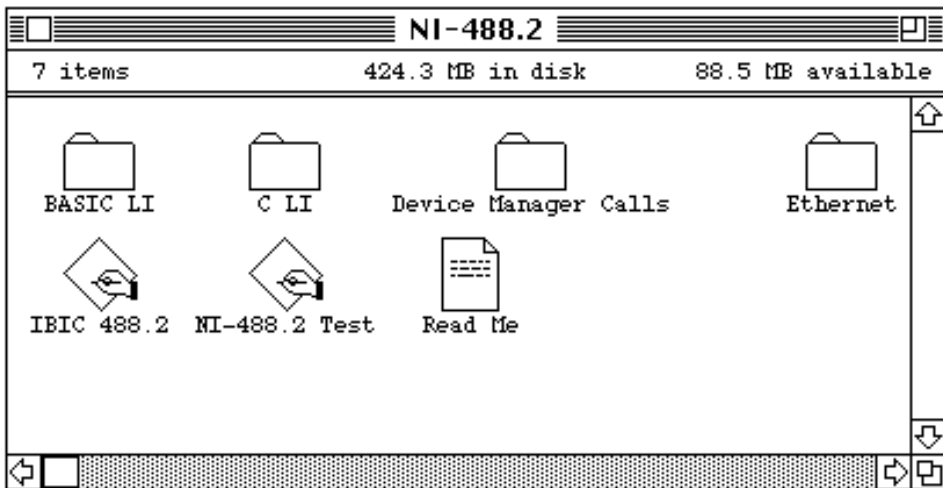 NI-488.2
7 items 424.3 MB in disk 88.5 MB available
BASIC LI C LI Device Manager Calls Ethernet
IBIC 488.2 NI-488.2 Test Read Me